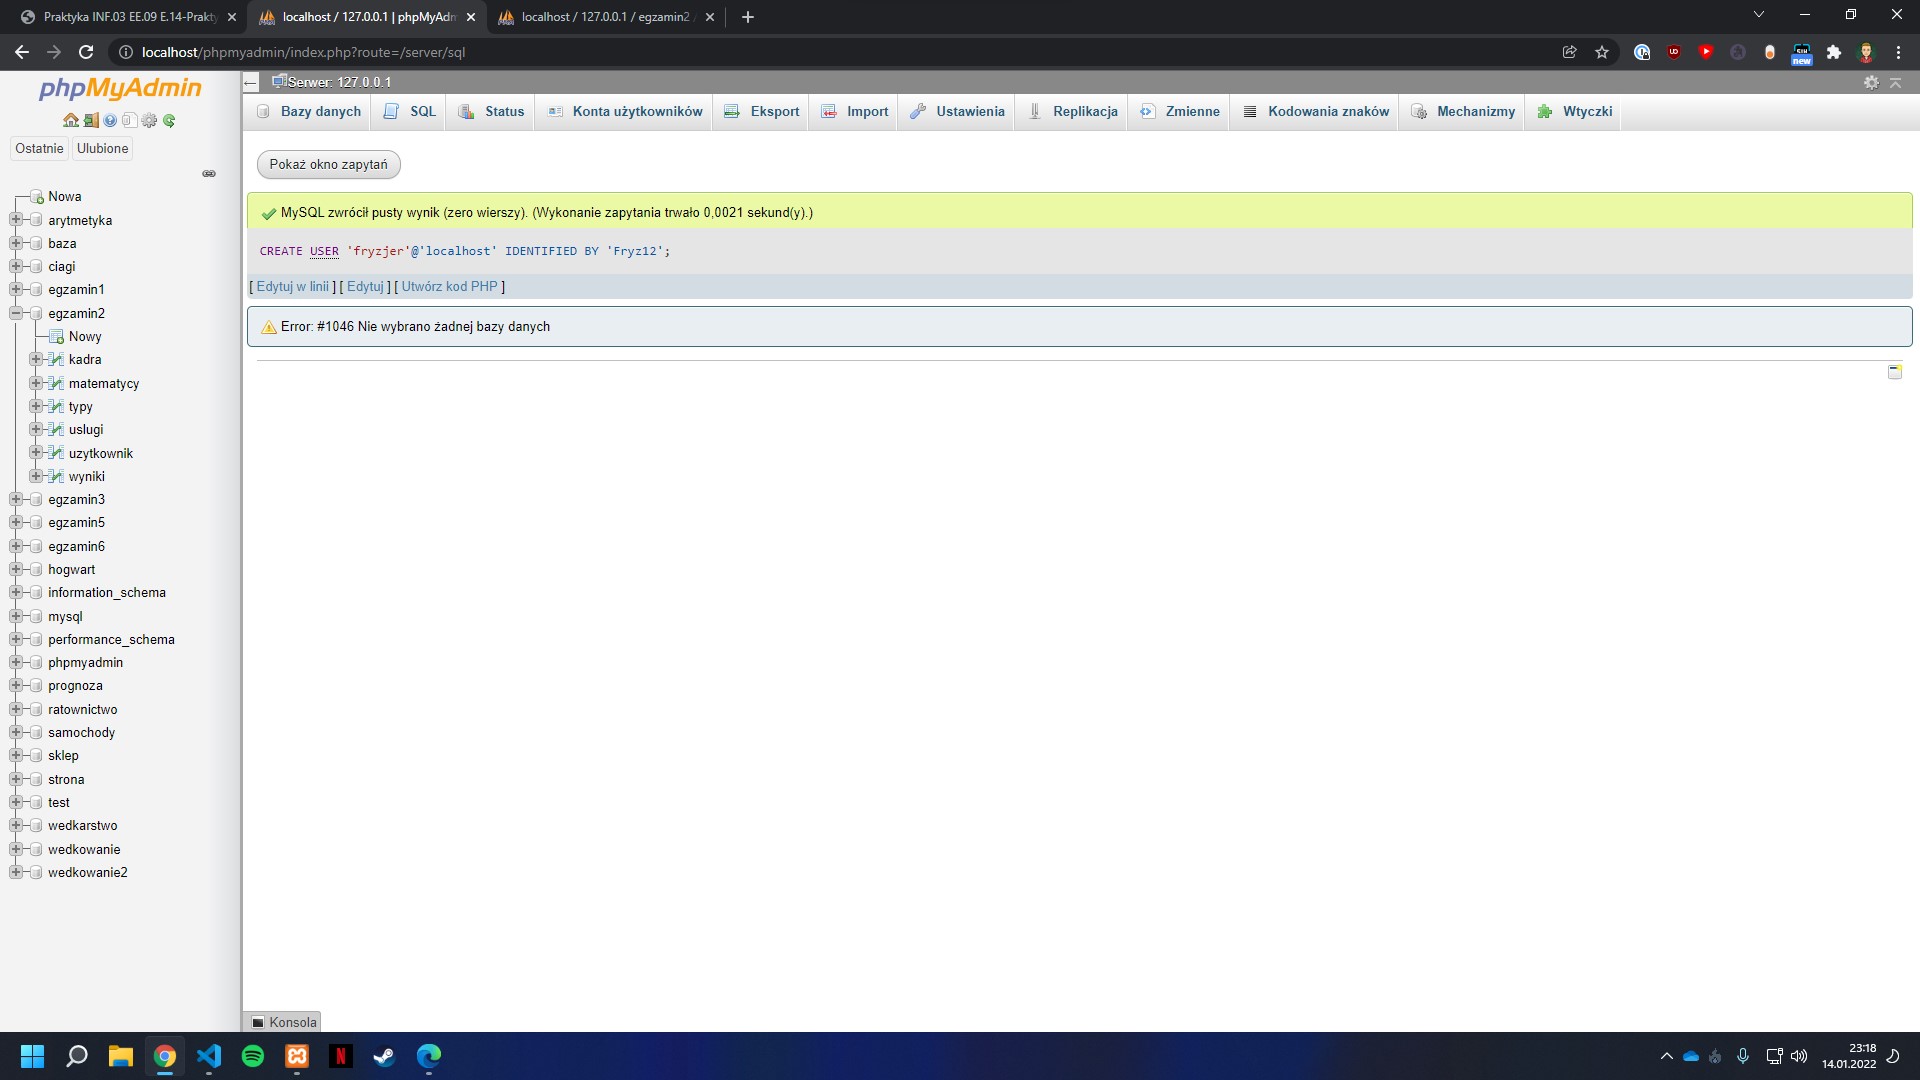 Praktyka INF.03 EE.09 E.14-Prakty
localhost / 127.0.0.1 | phpMyAdm
localhost / 127.0.0.1 / egzamin2
localhost/phpmyadmin/index.php?route=/server/sql
new
phpMyAdmin
Ostatnie
Ulubione
Nowa
arytmetyka
baza
ciagi
egzamin1
egzamin2
Nowy
kadra
matematycy
typy
uslugi
uzytkownik
wyniki
egzamin3
egzamin5
egzamin6
hogwart
information_schema
mysql
performance_schema
phpmyadmin
prognoza
ratownictwo
samochody
sklep
strona
test
wedkarstwo
wedkowanie
wedkowanie2
Serwer: 127.0.0.1
Bazy danych SQL Status Konta użytkowników Eksport Import Ustawienia Replikacja Zmienne Kodowania znaków Mechanizmy Wtyczki
Pokaż okno zapytań
MySQL zwrócił pusty wynik (zero wierszy). (Wykonanie zapytania trwało 0,0021 sekund(y).)
CREATE USER 'fryzjer'@'localhost' IDENTIFIED BY 'Fryz12';
[ Edytuj w linii ] [ Edytuj ] [ Utwórz kod PHP ]
Error: #1046 Nie wybrano żadnej bazy danych
Konsola
23:18
14.01.2022